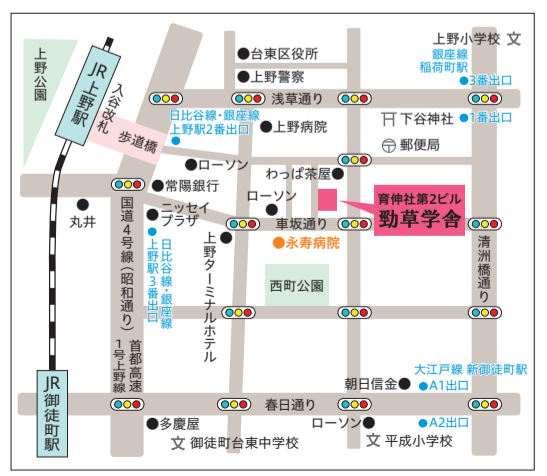 上野小学校 文
銀座線
稲荷町駅
3番出口
台東区役所
上野警察
上野公園
JR上野駅
入谷改札
歩道橋
浅草通り
日比谷線・銀座線
上野駅2番出口
上野病院
下谷神社
1番出口
郵便局
ローソン
わっぱ茶屋
常陽銀行
ローソン
育伸社第2ビル
勁草学舎
丸井
ニッセイ
プラザ
車坂通り
永寿病院
国道4号線(昭和通り)
日比谷線・銀座線
上野駅3番出口
上野ターミナルホテル
西町公園
清洲橋通り
首都高速
1号上野線
JR御徒町駅
大江戸線 新御徒町駅
朝日信金
A1出口
春日通り
多慶屋
ローソン
A2出口
文 御徒町台東中学校
文 平成小学校